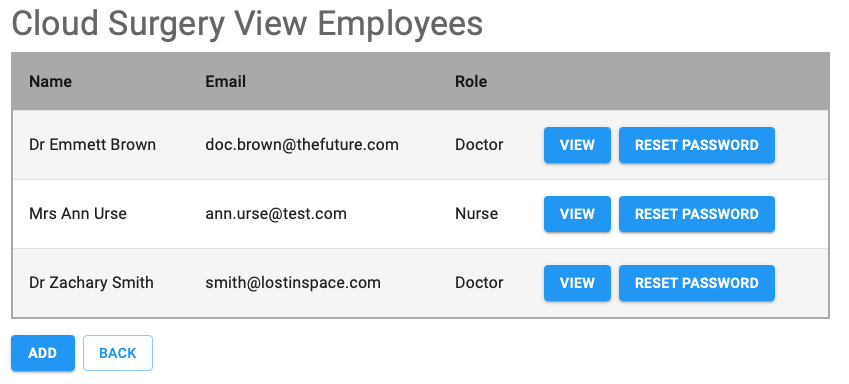 Cloud Surgery View Employees
Name Email Role
Dr Emmett Brown doc.brown@thefuture.com Doctor VIEW RESET PASSWORD
Mrs Ann Urse ann.urse@test.com Nurse VIEW RESET PASSWORD
Dr Zachary Smith smith@lostinspace.com Doctor VIEW RESET PASSWORD
ADD BACK